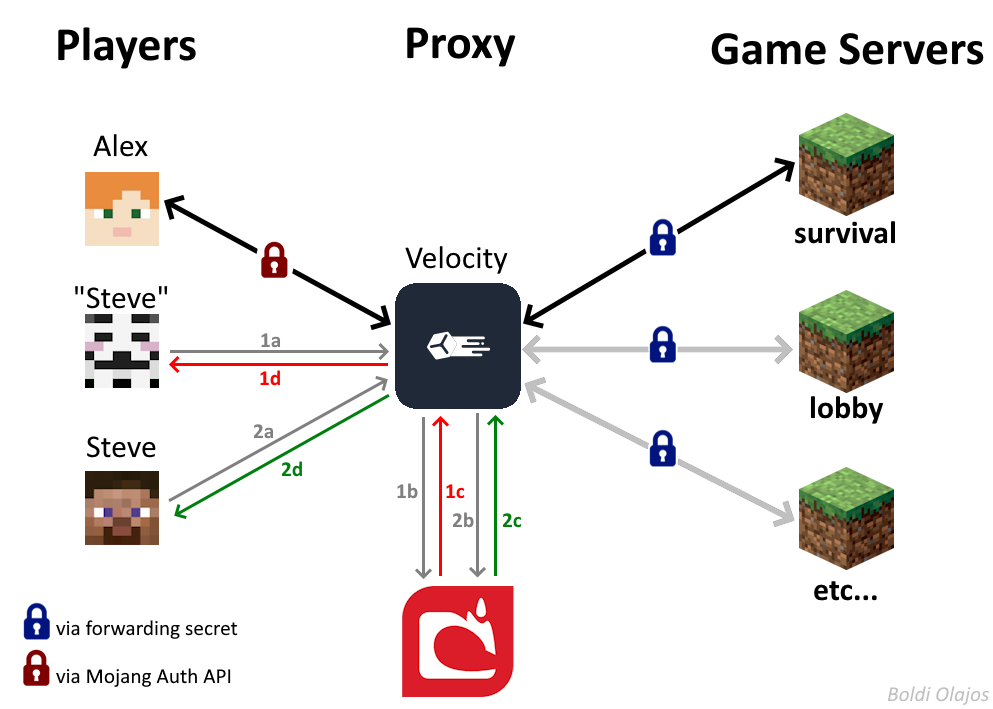 Players
Proxy
Game Servers
Alex
survival
Velocity
"Steve"
1a
1d
lobby
Steve
2a
2d
1b
1c
2b
2c
etc...
via forwarding secret
via Mojang Auth API
Boldi Olajos